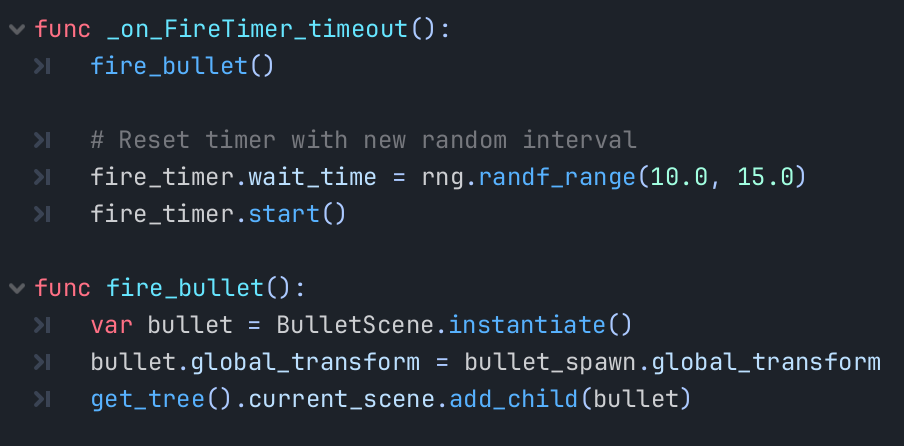 func _on_FireTimer_timeout():
fire_bullet()
# Reset timer with new random interval
fire_timer.wait_time = rng.randf_range(10.0, 15.0)
fire_timer.start()
func fire_bullet():
var bullet = BulletScene.instantiate()
bullet.global_transform = bullet_spawn.global_transform
get_tree().current_scene.add_child(bullet)